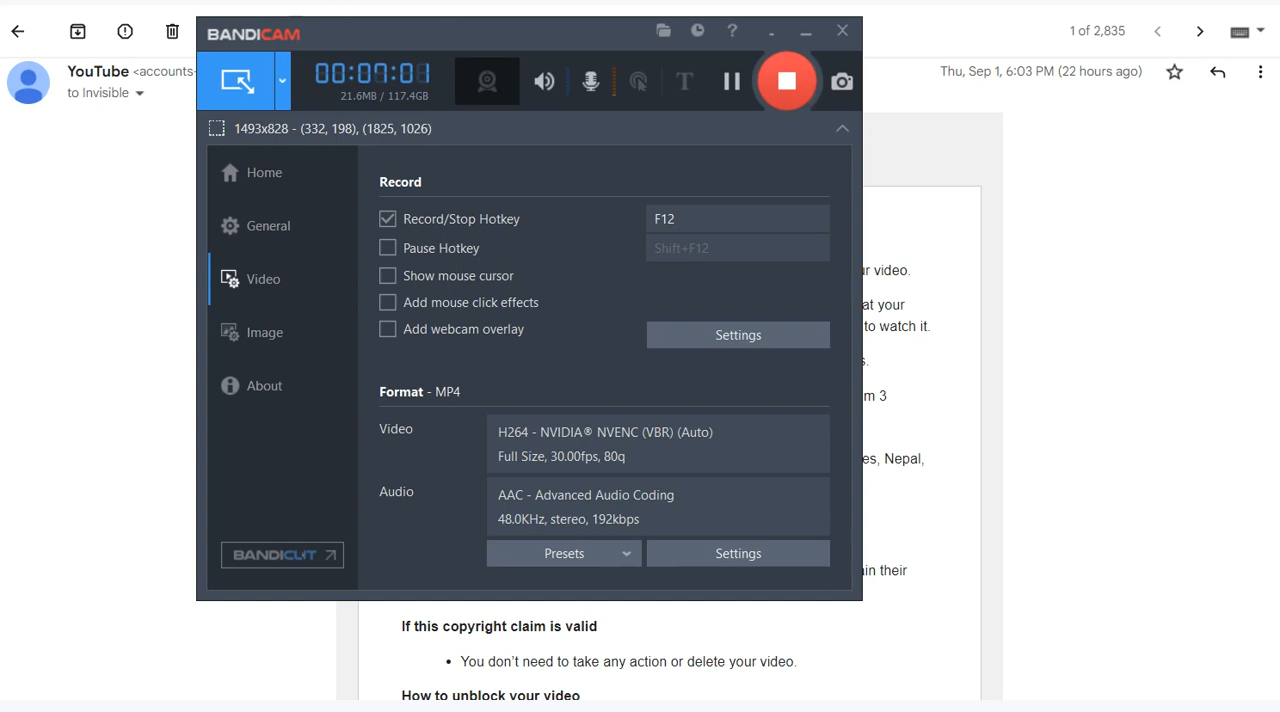 1 of 2,835
YouTube <accounts-
to Invisible
Thu, Sep 1, 6:03 PM (22 hours ago)
BANDICAM
00:07:01
21.6MB / 117.4GB
1493x828 - (332, 198), (1825, 1026)
Home
General
Video
Image
About
BANDICUT
Record
Record/Stop Hotkey F12
Pause Hotkey Shift+F12
Show mouse cursor
Add mouse click effects
Add webcam overlay
Settings
Format - MP4
Video
H264 - NVIDIA® NVENC (VBR) (Auto)
Full Size, 30.00fps, 80q
Audio
AAC - Advanced Audio Coding
48.0KHz, stereo, 192kbps
Presets
Settings
ur video.
at your
to watch it.
s.
m 3
es, Nepal,
in their
If this copyright claim is valid
• You don't need to take any action or delete your video.
How to unblock your video